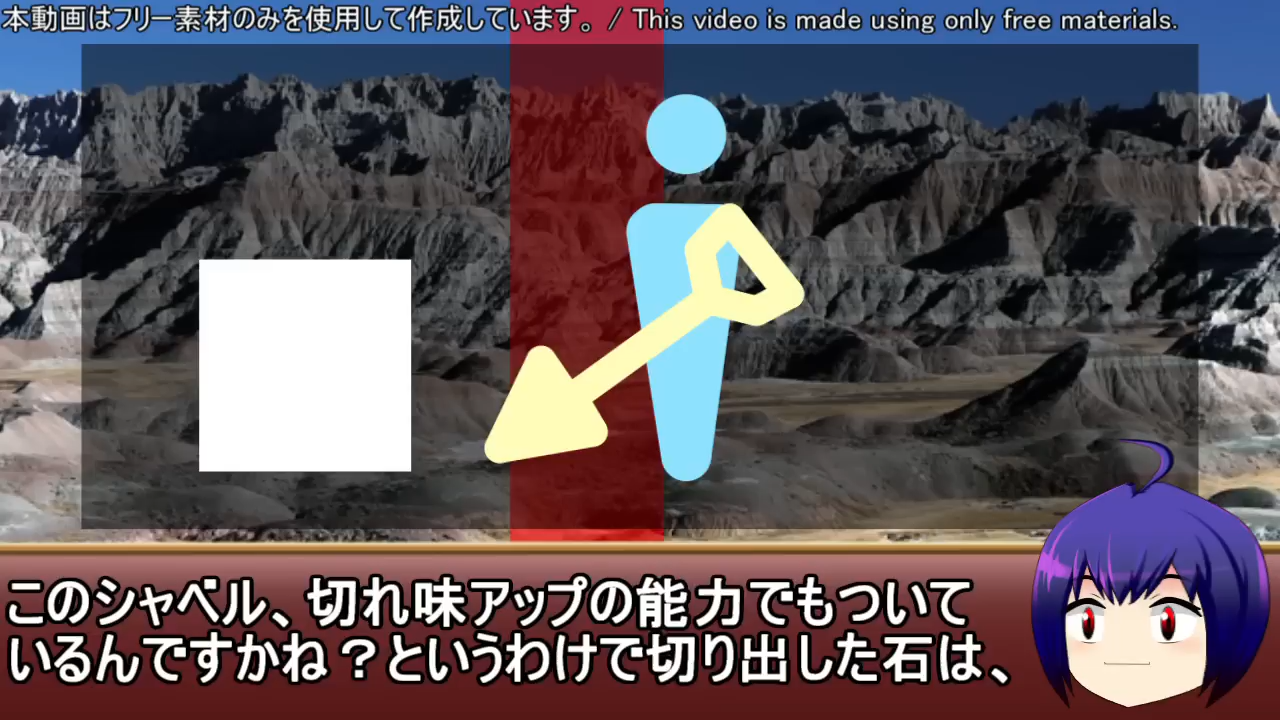 本動画はフリー素材のみを使用して作成しています。 / This video is made using only free materials.
このシャベル、切れ味アップの能力でもついて
いるんですかね？というわけで切り出した石は、